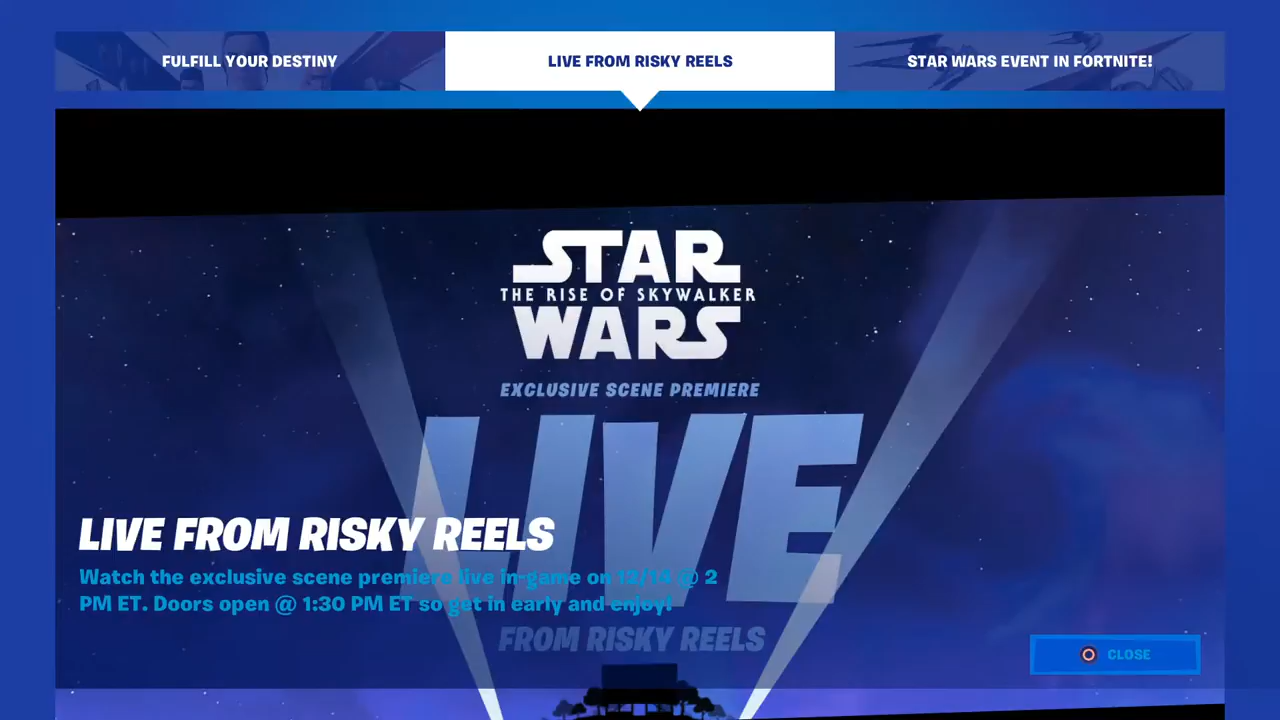 FULFILL YOUR DESTINY
LIVE FROM RISKY REELS
STAR WARS EVENT IN FORTNITE!
STAR
THE RISE OF SKYWALKER
WARS
EXCLUSIVE SCENE PREMIERE
LIVE
FROM RISKY REELS
LIVE FROM RISKY REELS
Watch the exclusive scene premiere live in-game on 12/14 @ 2
PM ET. Doors open @ 1:30 PM ET so get in early and enjoy!
CLOSE